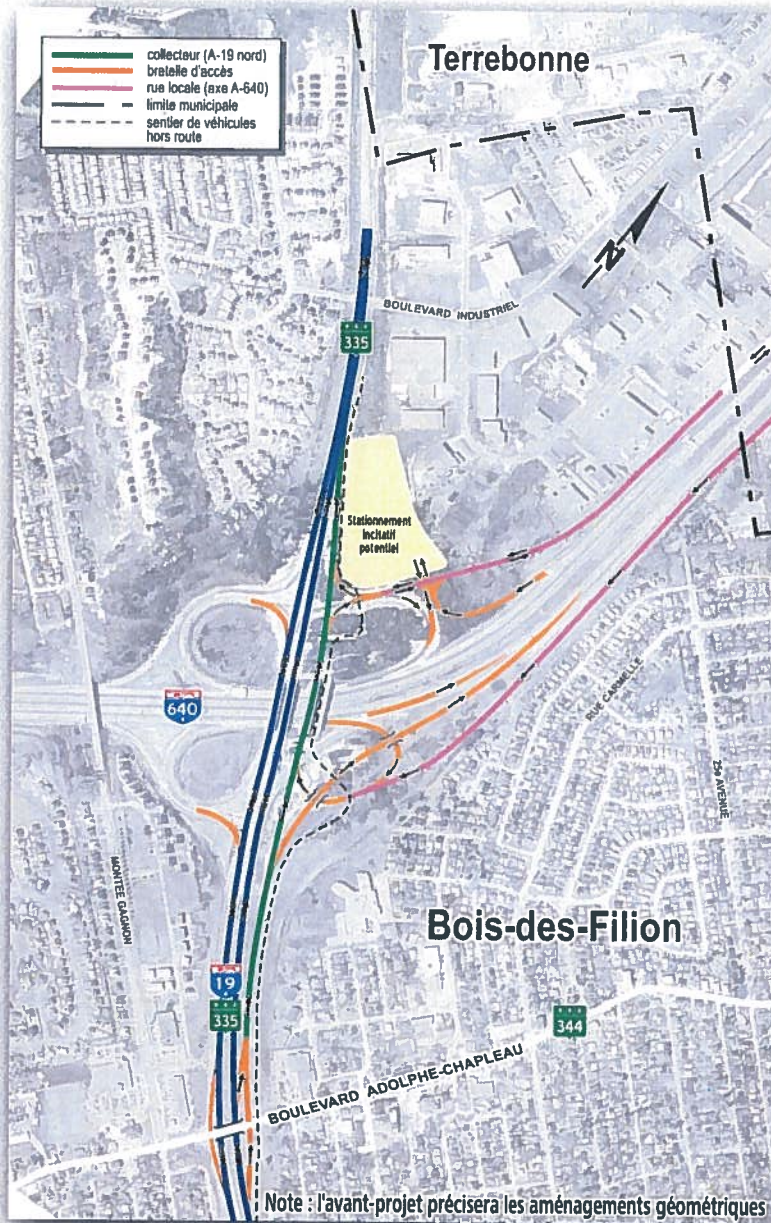 collecteur (A-19 nord)
bretelle d'accès
rue locale (axe A-640)
limite municipale
sentier de véhicules
hors route
Terrebonne
N
BOULEVARD INDUSTRIEL
335
Stationnement
incitatif
potentiel
640
RUE CARMELLE
25e AVENUE
MONTÉE GAGNON
Bois-des-Filion
19
335
344
BOULEVARD ADOLPHE-CHAPLEAU
Note : l'avant-projet précisera les aménagements géométriques